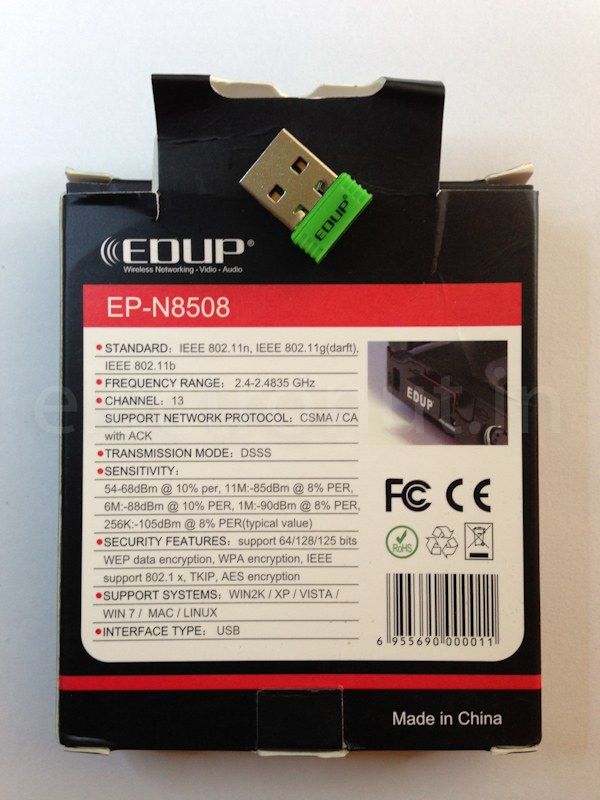 EDUP
((EDUP®
Wireless Networking • Video • Audio
EP-N8508
• STANDARD: IEEE 802.11n, IEEE 802.11g(darft),
IEEE 802.11b
• FREQUENCY RANGE: 2.4-2.4835 GHz
• CHANNEL: 13
SUPPORT NETWORK PROTOCOL: CSMA / CA
with ACK
• TRANSMISSION MODE: DSSS
• SENSITIVITY:
54-68dBm @ 10% per, 11M:-85dBm @ 8% PER,
6M:-88dBm @ 10% PER, 1M:-90dBm @ 8% PER,
256K:-105dBm @ 8% PER(typical value)
• SECURITY FEATURES: support 64/128/125 bits
WEP data encryption, WPA encryption, IEEE
support 802.1 x, TKIP, AES encryption
• SUPPORT SYSTEMS: WIN2K / XP / VISTA /
WIN 7 / MAC / LINUX
• INTERFACE TYPE: USB
EDUP
FC CE
RoHS
6 955690 000011
Made in China